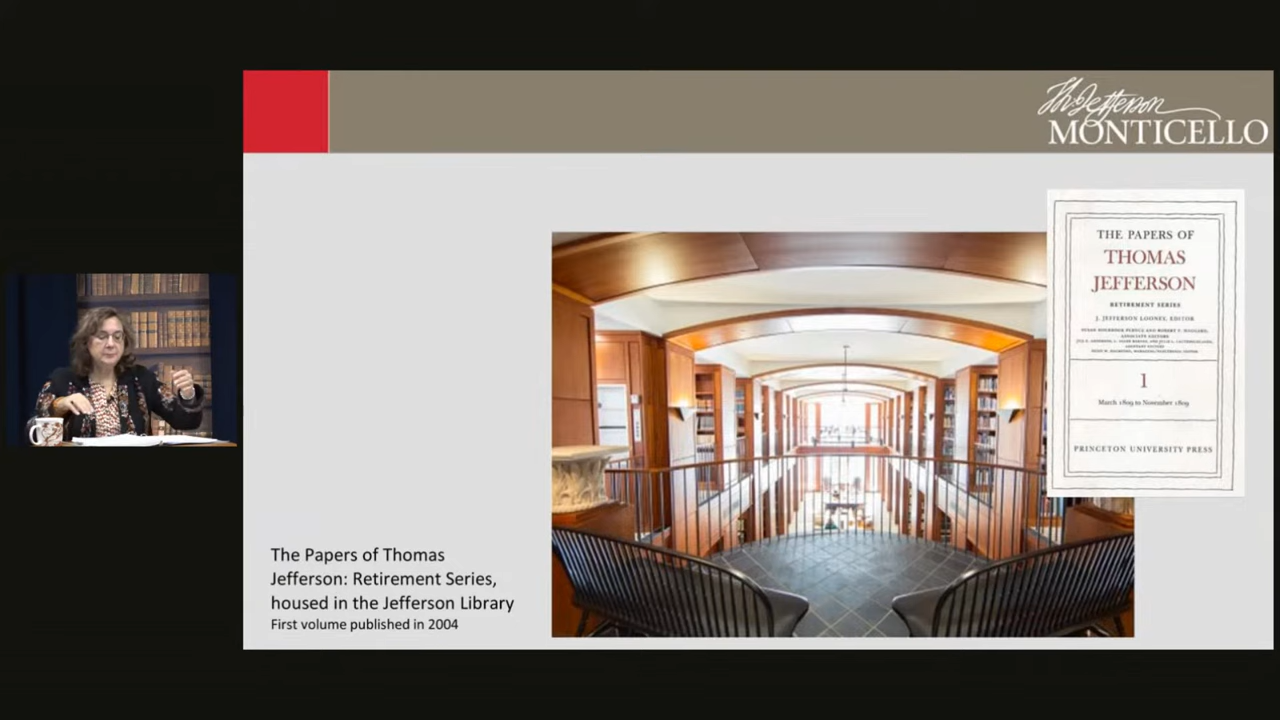 Th. Jefferson
MONTICELLO
THE PAPERS OF
THOMAS
JEFFERSON
RETIREMENT SERIES
J. JEFFERSON LOONEY, EDITOR
ASSOCIATE EDITORS
1
March 1809 to November 1809
PRINCETON UNIVERSITY PRESS
The Papers of Thomas
Jefferson: Retirement Series,
housed in the Jefferson Library
First volume published in 2004